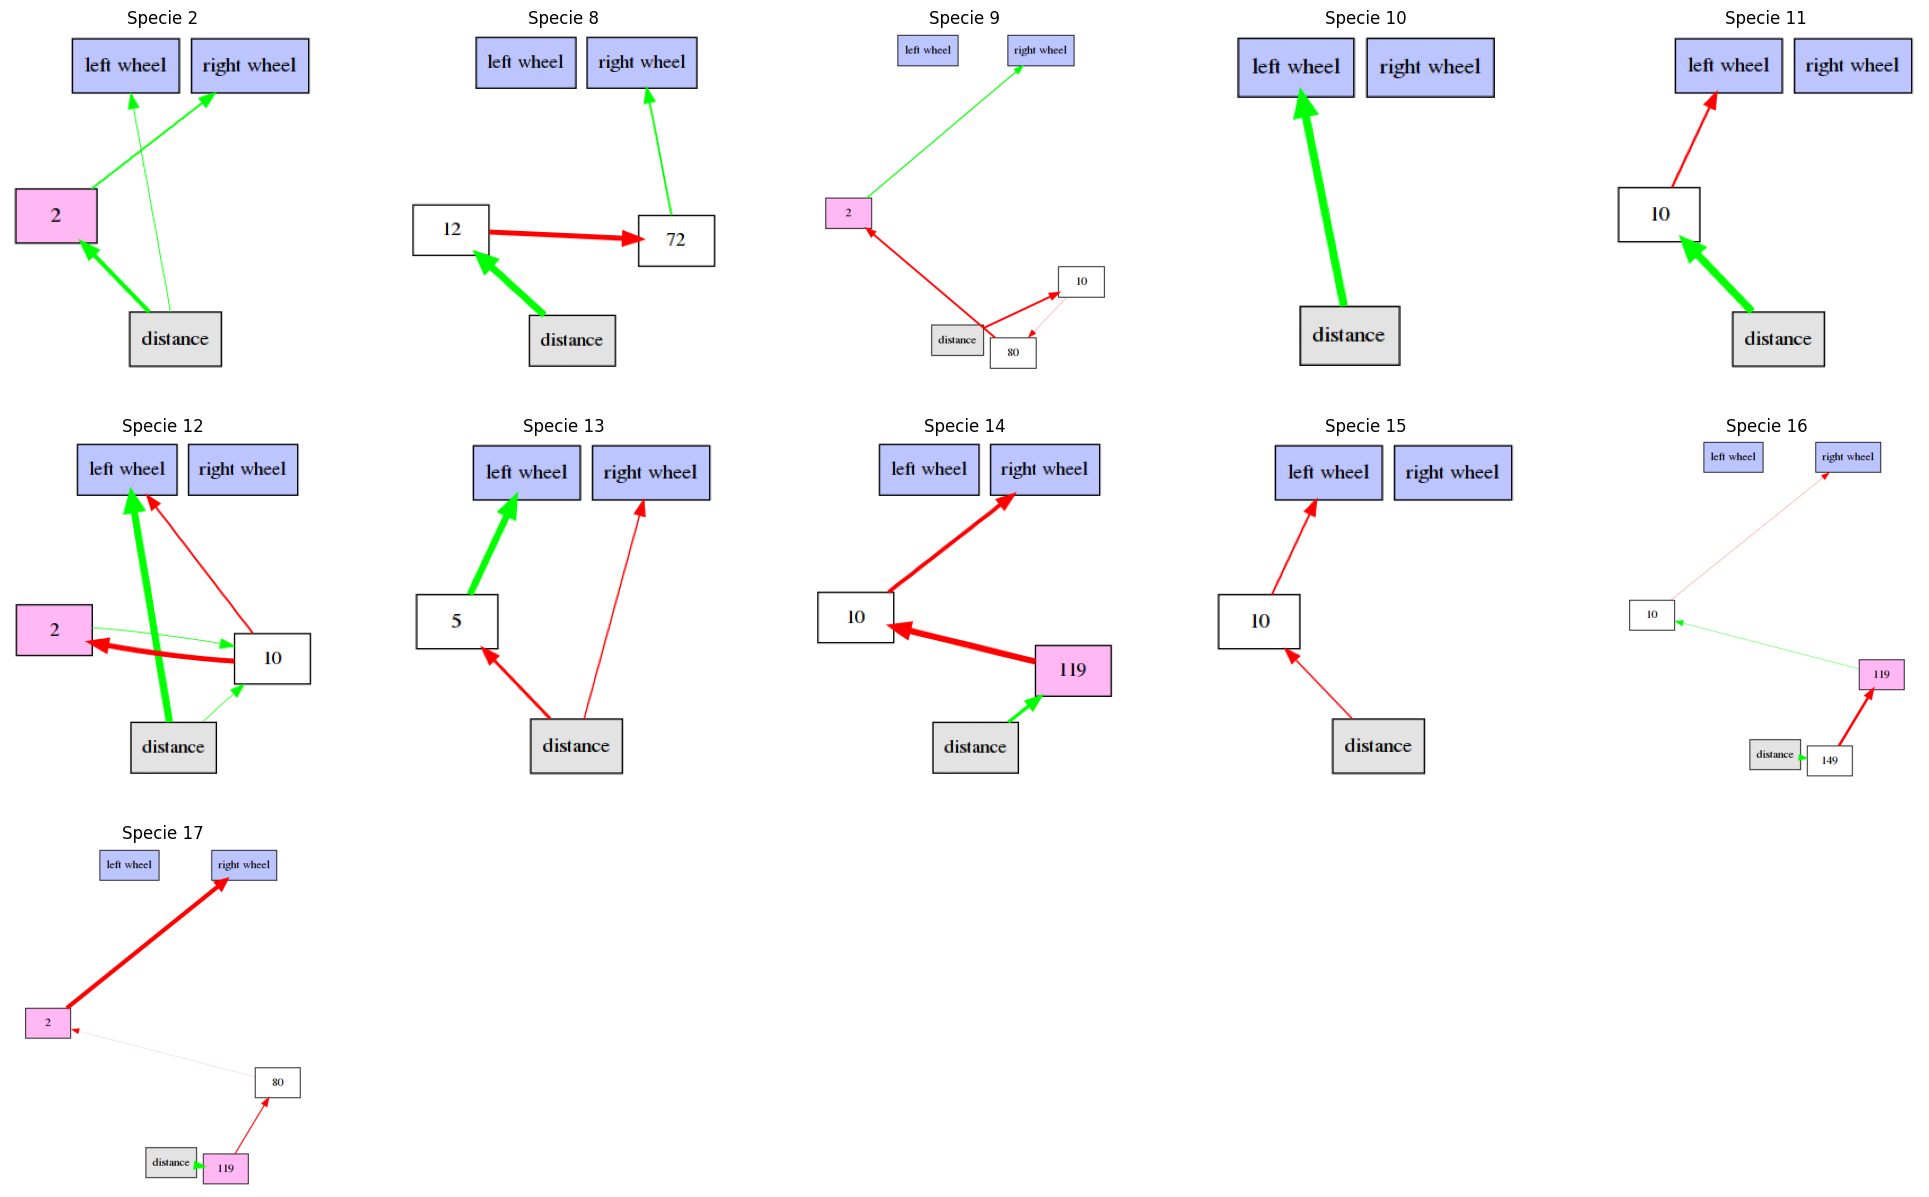 Specie 2
left wheel
right wheel
2
distance
Specie 8
left wheel
right wheel
12
72
distance
Specie 9
left wheel
right wheel
2
10
distance
80
Specie 10
left wheel
right wheel
distance
Specie 11
left wheel
right wheel
10
distance
Specie 12
left wheel
right wheel
2
10
distance
Specie 13
left wheel
right wheel
5
distance
Specie 14
left wheel
right wheel
10
119
distance
Specie 15
left wheel
right wheel
10
distance
Specie 16
left wheel
right wheel
10
119
distance
149
Specie 17
left wheel
right wheel
2
80
distance
119